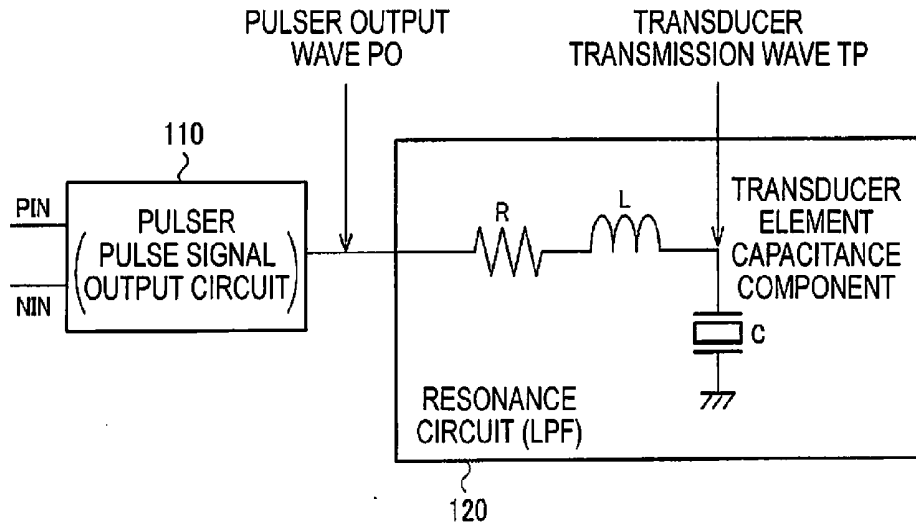 PULSER OUTPUT
WAVE PO
TRANSDUCER
TRANSMISSION WAVE TP
110
PIN
NIN
PULSER
(PULSE SIGNAL
OUTPUT CIRCUIT)
R
L
TRANSDUCER
ELEMENT
CAPACITANCE
COMPONENT
C
RESONANCE
CIRCUIT (LPF)
120